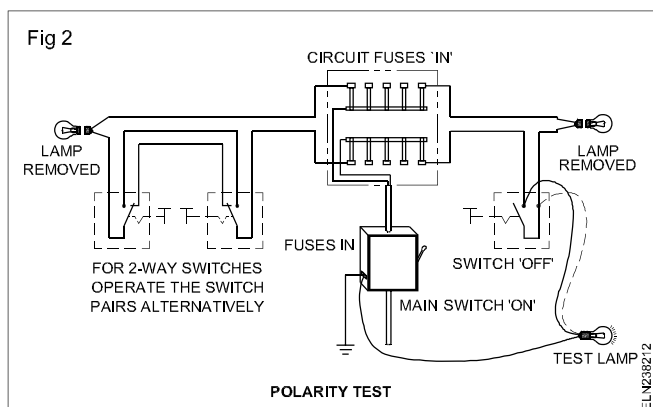 Fig 2
CIRCUIT FUSES `IN'
LAMP
REMOVED
LAMP
REMOVED
FUSES IN
SWITCH 'OFF'
FOR 2-WAY SWITCHES
OPERATE THE SWITCH
PAIRS ALTERNATIVELY
MAIN SWITCH 'ON'
TEST LAMP
POLARITY TEST
ELN238212